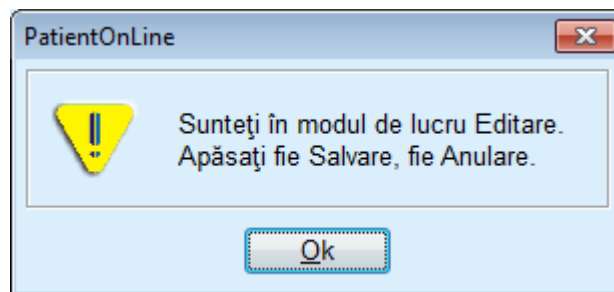 PatientOnLine
Sunteţi în modul de lucru Editare.
Apăsaţi fie Salvare, fie Anulare.
Ok